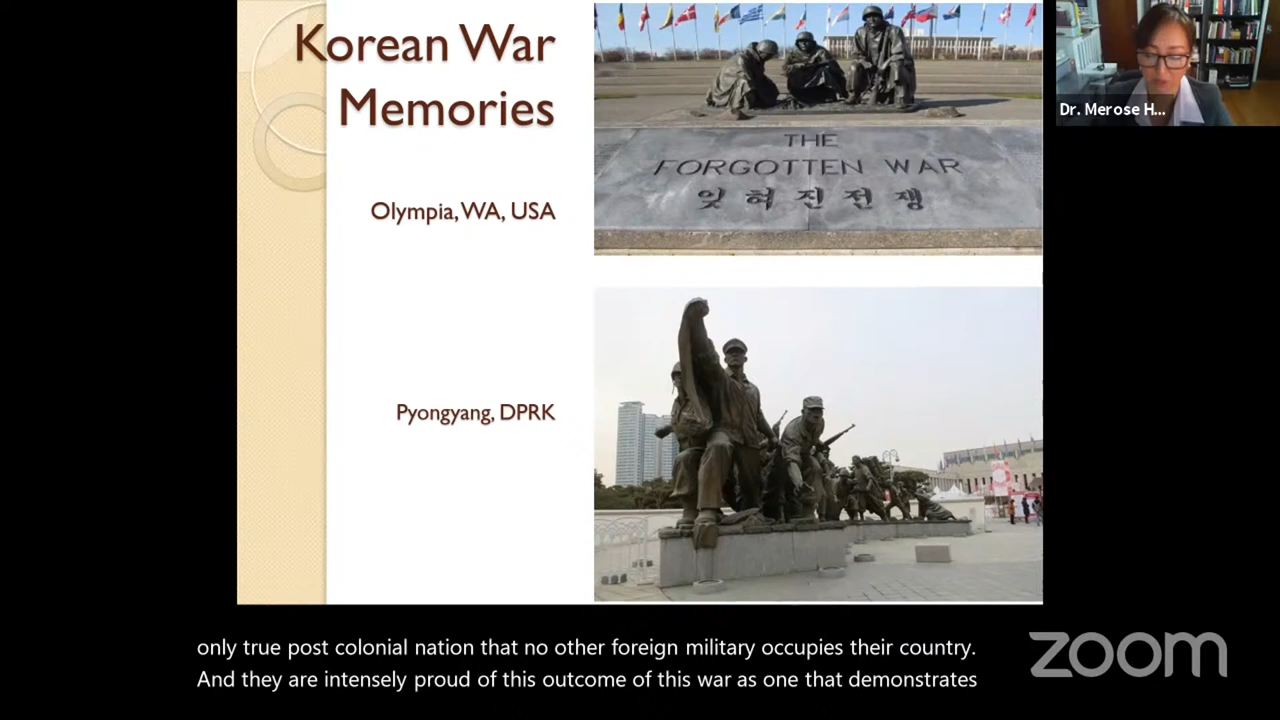 Korean War
Memories
Olympia, WA, USA
Pyongyang, DPRK
THE
FORGOTTEN WAR
잊혀진전쟁
Dr. Merose H...
only true post colonial nation that no other foreign military occupies their country.
And they are intensely proud of this outcome of this war as one that demonstrates
zoom